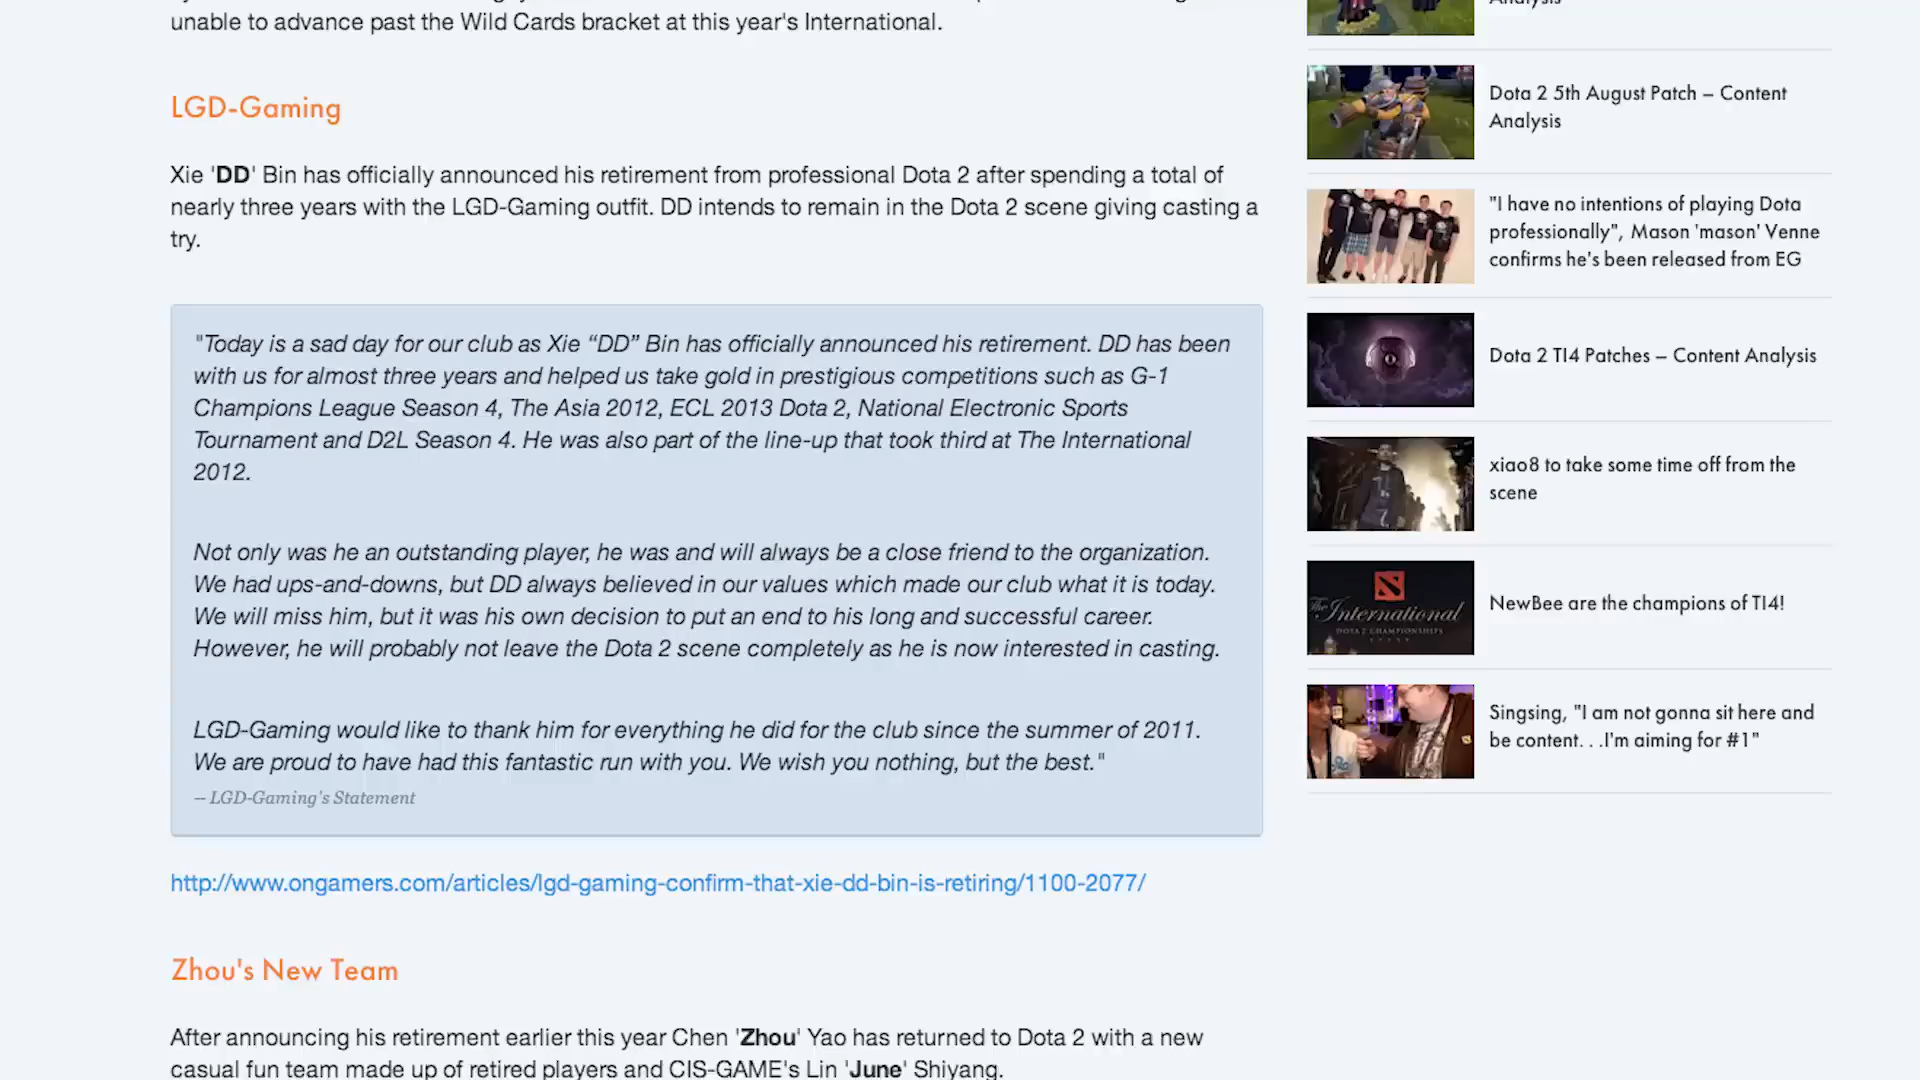 unable to advance past the Wild Cards bracket at this year's International.
LGD-Gaming
Xie 'DD' Bin has officially announced his retirement from professional Dota 2 after spending a total of
nearly three years with the LGD-Gaming outfit. DD intends to remain in the Dota 2 scene giving casting a
try.
"Today is a sad day for our club as Xie “DD” Bin has officially announced his retirement. DD has been
with us for almost three years and helped us take gold in prestigious competitions such as G-1
Champions League Season 4, The Asia 2012, ECL 2013 Dota 2, National Electronic Sports
Tournament and D2L Season 4. He was also part of the line-up that took third at The International
2012.
Not only was he an outstanding player, he was and will always be a close friend to the organization.
We had ups-and-downs, but DD always believed in our values which made our club what it is today.
We will miss him, but it was his own decision to put an end to his long and successful career.
However, he will probably not leave the Dota 2 scene completely as he is now interested in casting.
LGD-Gaming would like to thank him for everything he did for the club since the summer of 2011.
We are proud to have had this fantastic run with you. We wish you nothing, but the best."
– LGD-Gaming's Statement
http://www.ongamers.com/articles/lgd-gaming-confirm-that-xie-dd-bin-is-retiring/1100-2077/
Zhou's New Team
After announcing his retirement earlier this year Chen 'Zhou' Yao has returned to Dota 2 with a new
casual fun team made up of retired players and CIS-GAME's Lin 'June' Shiyang.
Analysis
Dota 2 5th August Patch – Content
Analysis
"I have no intentions of playing Dota
professionally", Mason 'mason' Venne
confirms he's been released from EG
Dota 2 TI4 Patches – Content Analysis
xiao8 to take some time off from the
scene
The International
DOTA 2 CHAMPIONSHIPS
NewBee are the champions of TI4!
Singsing, "I am not gonna sit here and
be content. . .I'm aiming for #1"